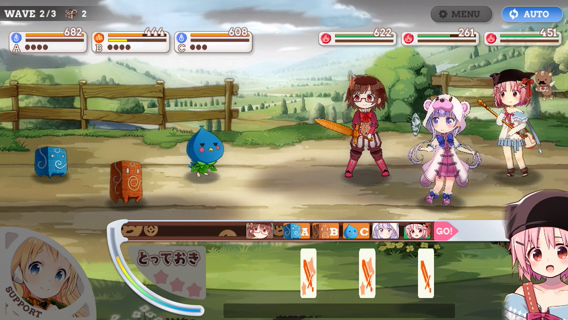 WAVE 2/3 2
MENU
AUTO
682
444
608
622
261
451
A
B
C
A B C GO!
とっておき
SUPPORT